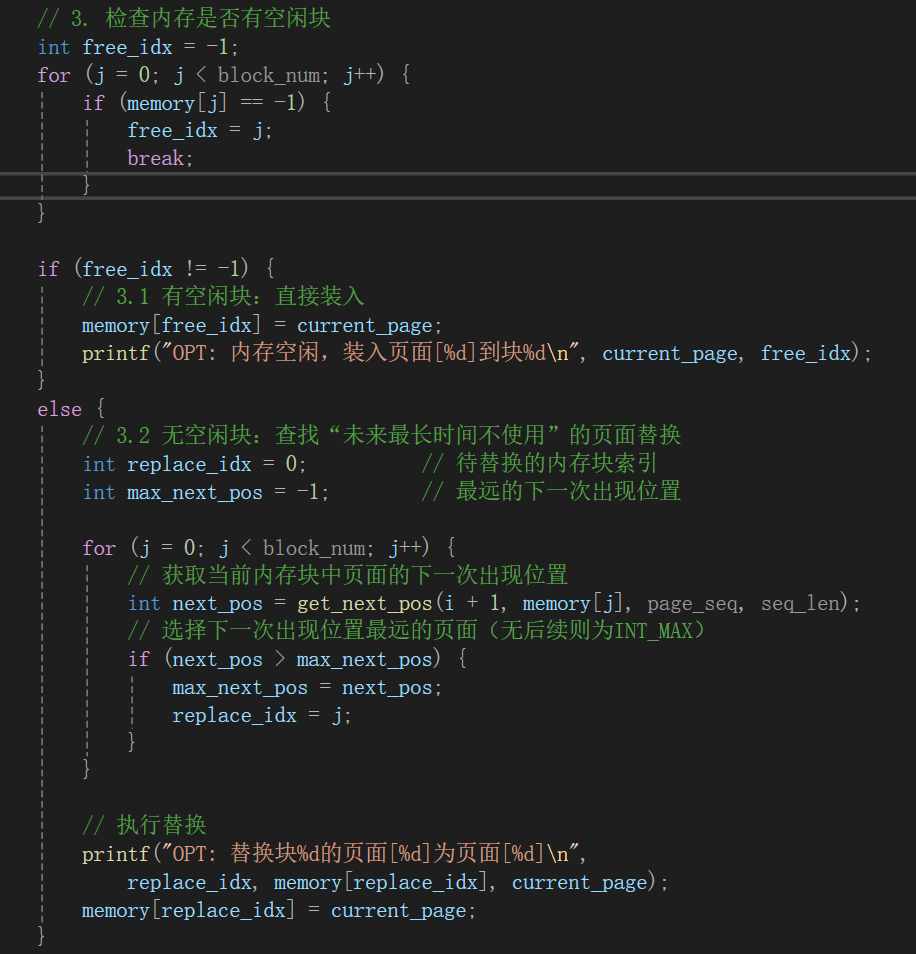 // 3. 检查内存是否有空闲块
int free_idx = -1;
for (j = 0; j < block_num; j++) {
if (memory[j] == -1) {
free_idx = j;
break;
}
}
if (free_idx != -1) {
// 3.1 有空闲块：直接装入
memory[free_idx] = current_page;
printf("OPT: 内存空闲，装入页面[%d]到块%d\n", current_page, free_idx);
}
else {
// 3.2 无空闲块：查找“未来最长时间不使用”的页面替换
int replace_idx = 0; // 待替换的内存块索引
int max_next_pos = -1; // 最远的下一次出现位置
for (j = 0; j < block_num; j++) {
// 获取当前内存块中页面的下一次出现位置
int next_pos = get_next_pos(i + 1, memory[j], page_seq, seq_len);
// 选择下一次出现位置最远的页面（无后续则为INT_MAX）
if (next_pos > max_next_pos) {
max_next_pos = next_pos;
replace_idx = j;
}
}
// 执行替换
printf("OPT: 替换块%d的页面[%d]为页面[%d]\n",
replace_idx, memory[replace_idx], current_page);
memory[replace_idx] = current_page;
}